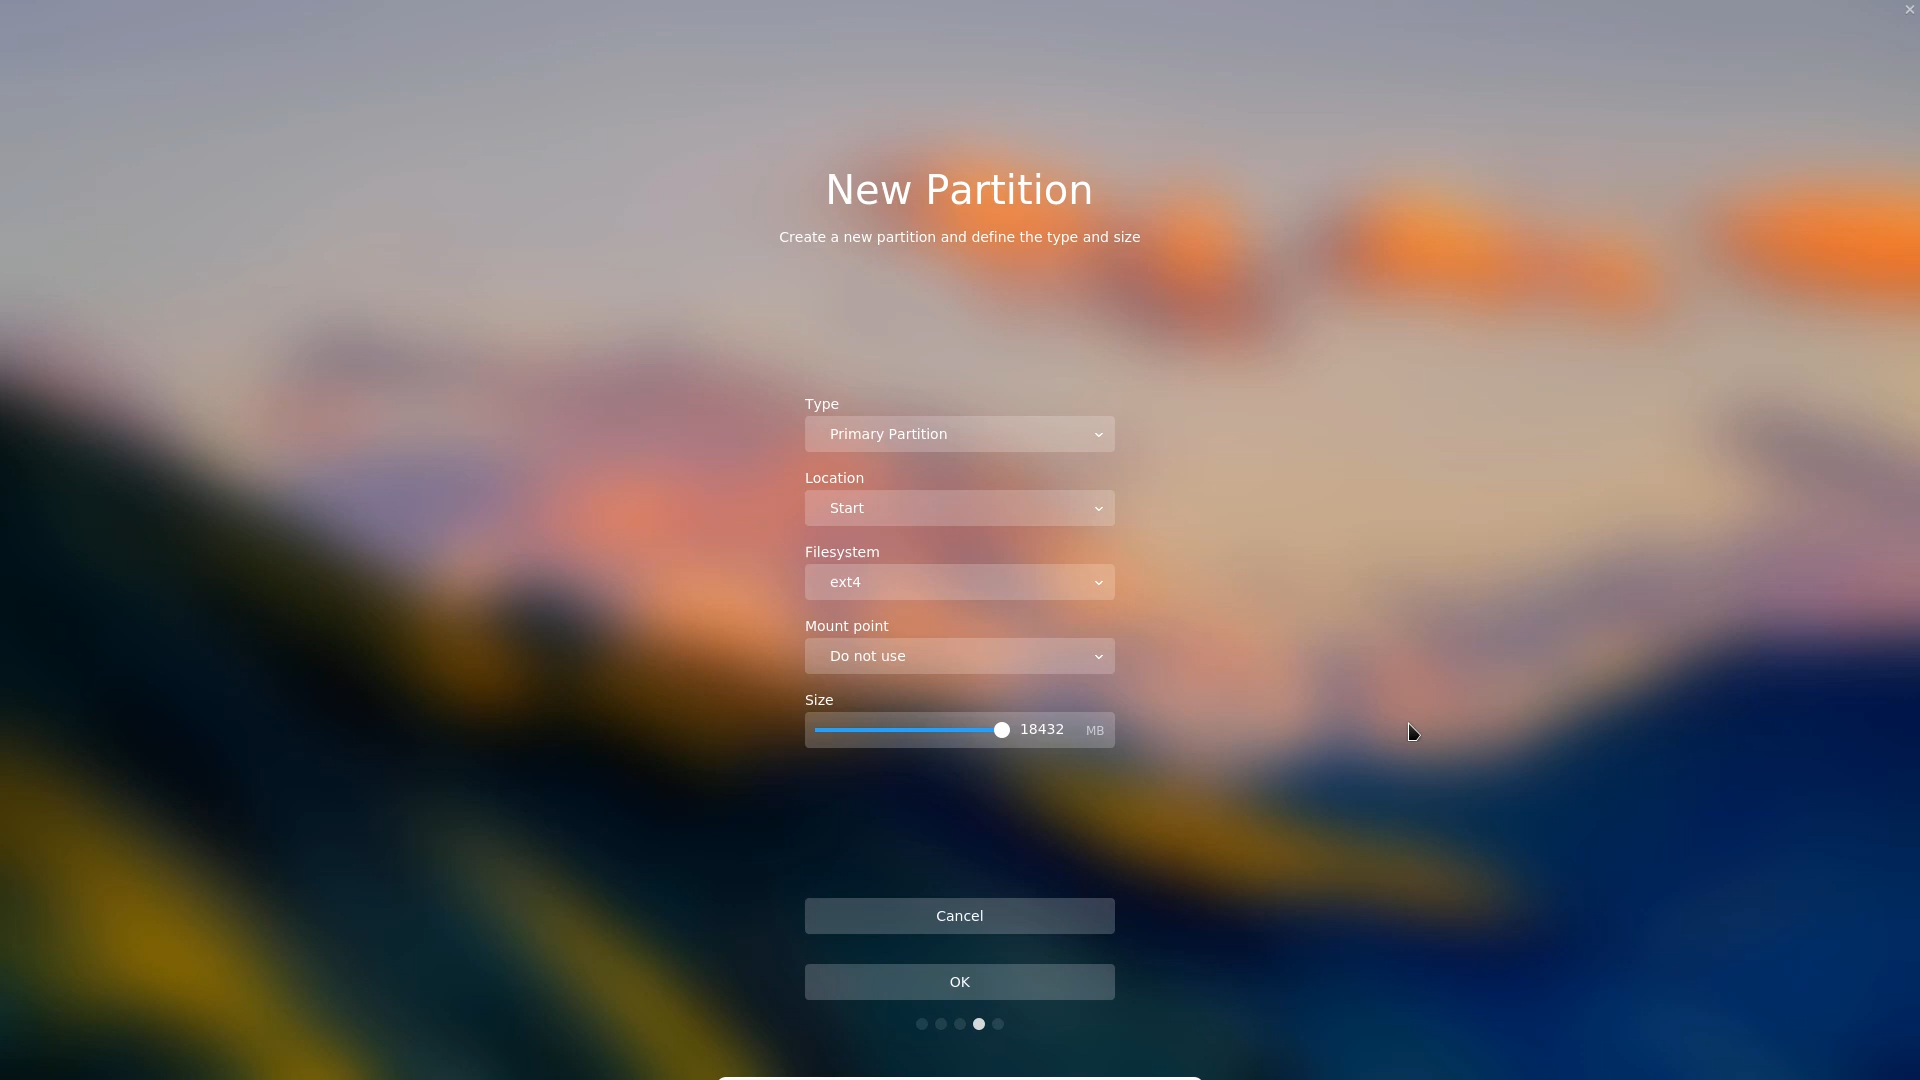 New Partition
Create a new partition and define the type and size
Type
Primary Partition
Location
Start
Filesystem
ext4
Mount point
Do not use
Size
18432 MB
Cancel
OK